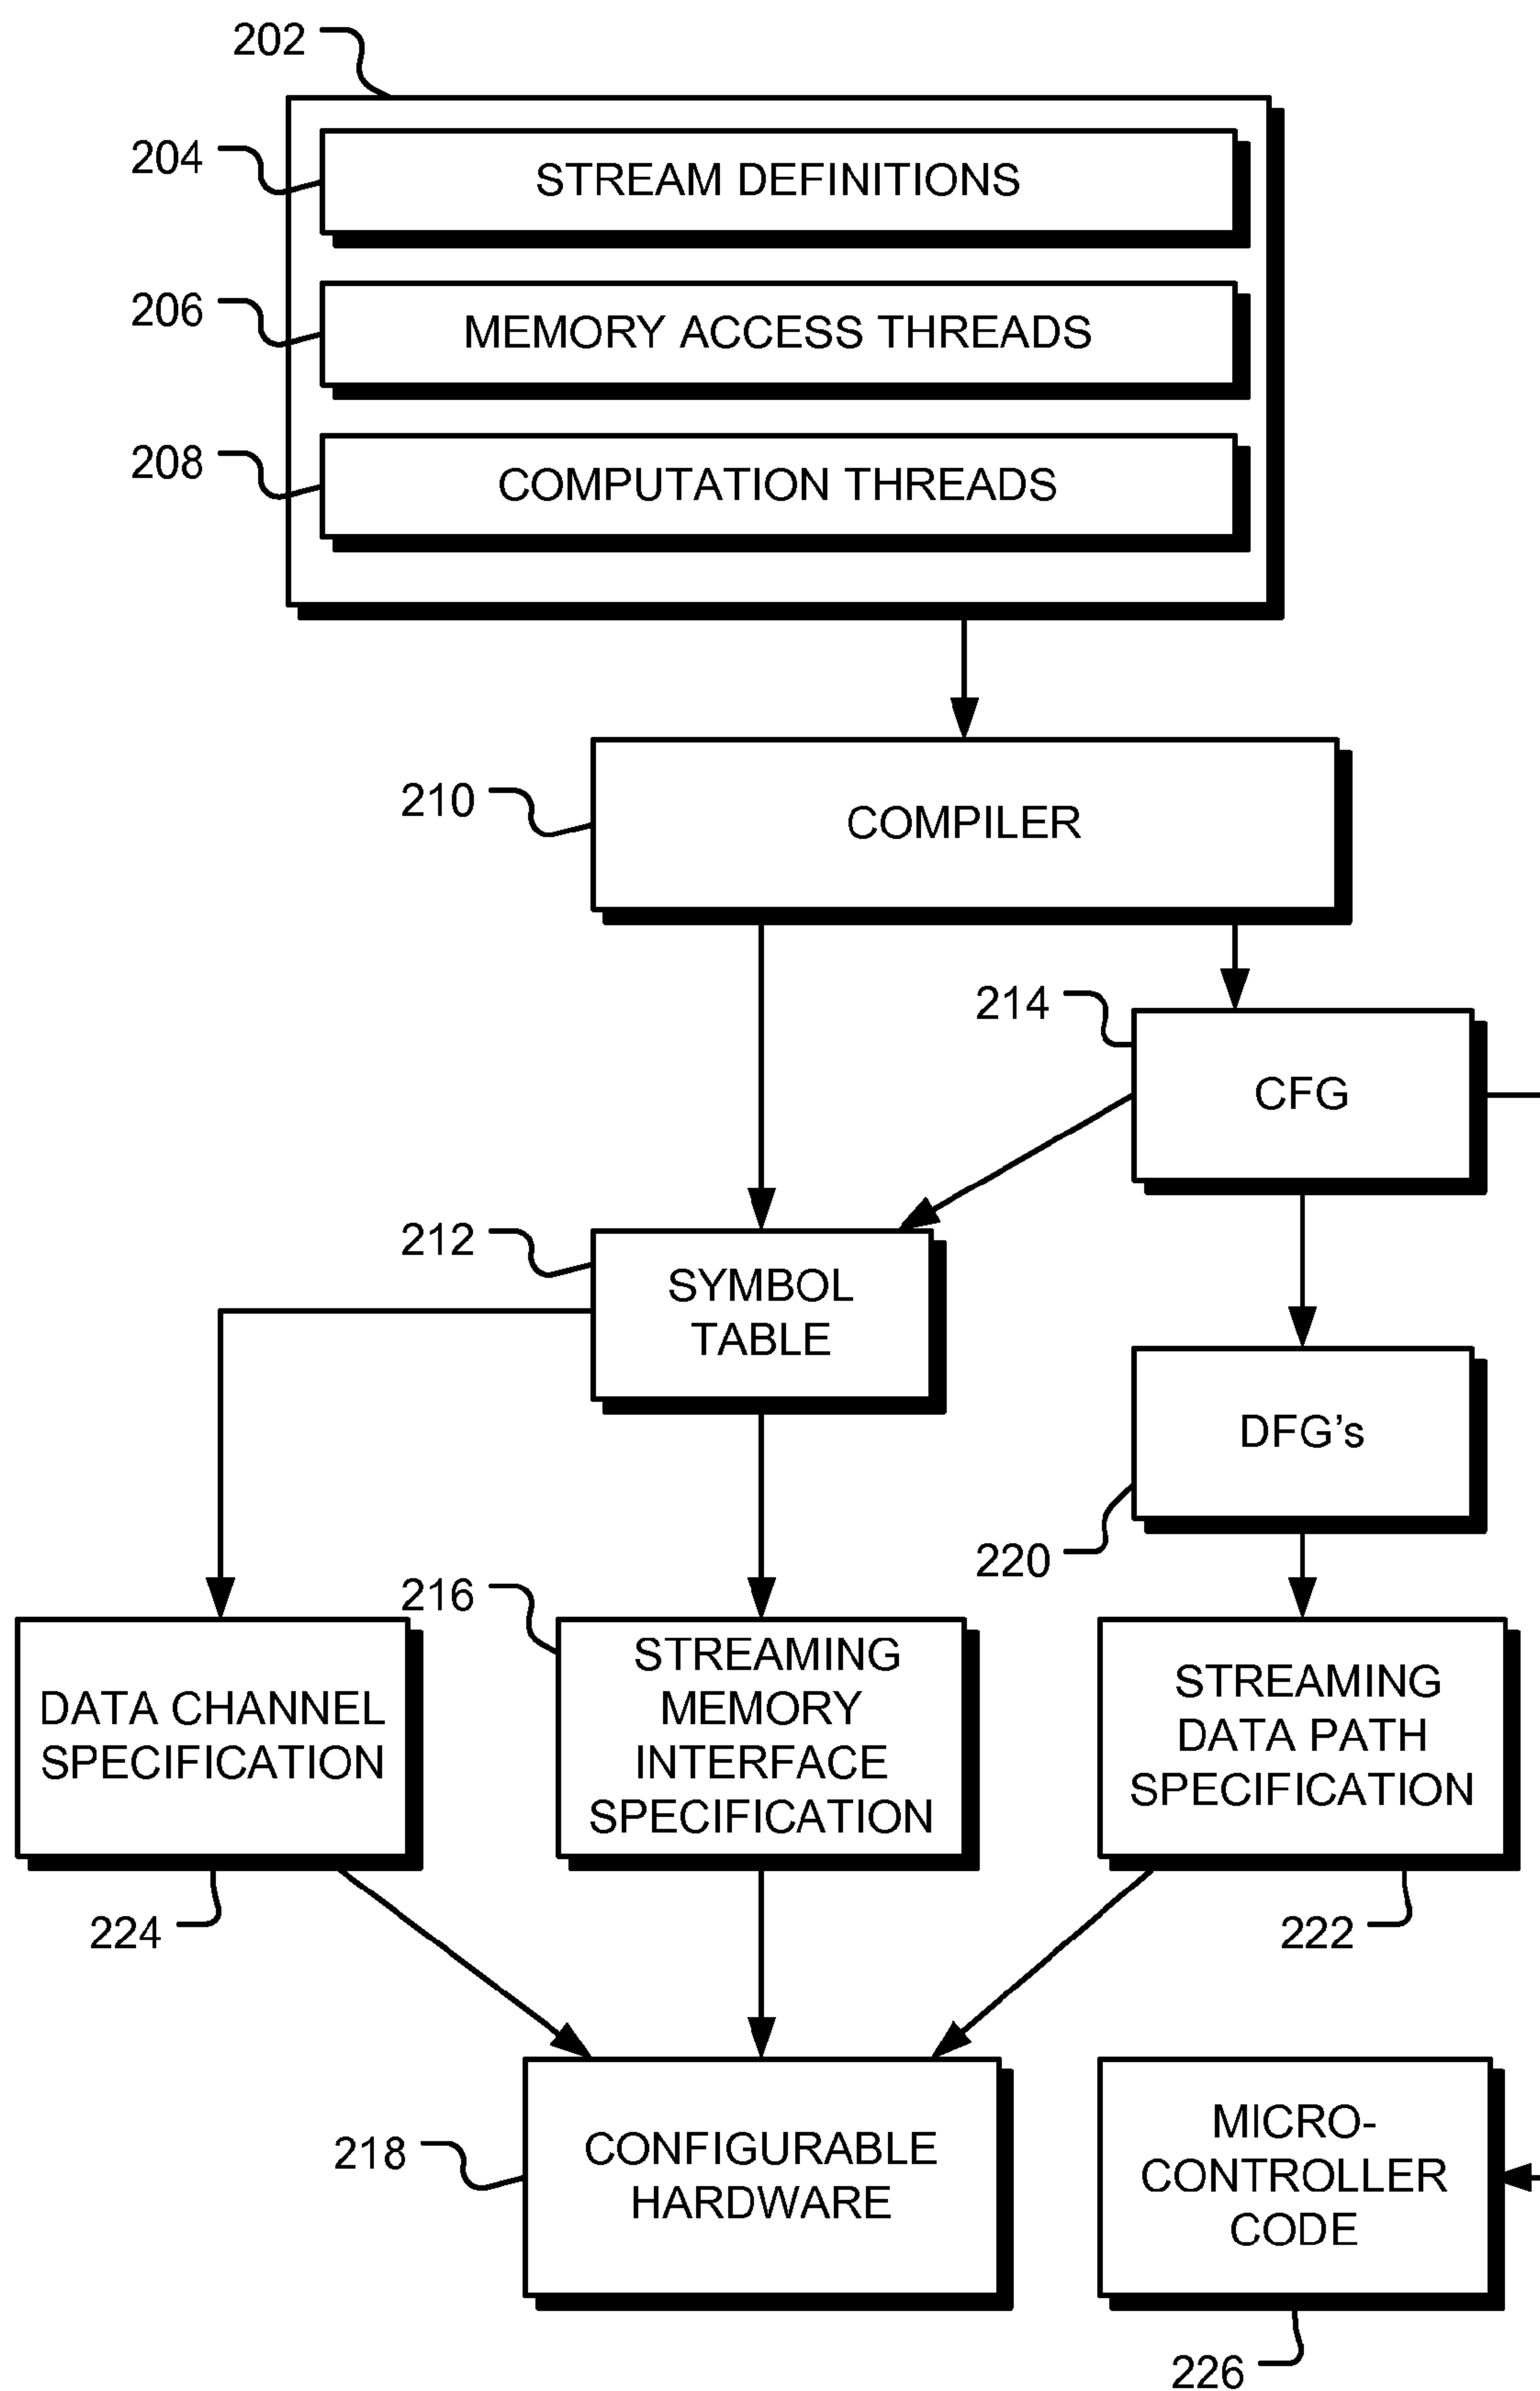 202
204
STREAM DEFINITIONS
206
MEMORY ACCESS THREADS
208
COMPUTATION THREADS
210
COMPILER
214
CFG
212
SYMBOL
TABLE
DFG's
220
216
DATA CHANNEL
SPECIFICATION
STREAMING
MEMORY
INTERFACE
SPECIFICATION
STREAMING
DATA PATH
SPECIFICATION
224
222
218
CONFIGURABLE
HARDWARE
MICRO-
CONTROLLER
CODE
226